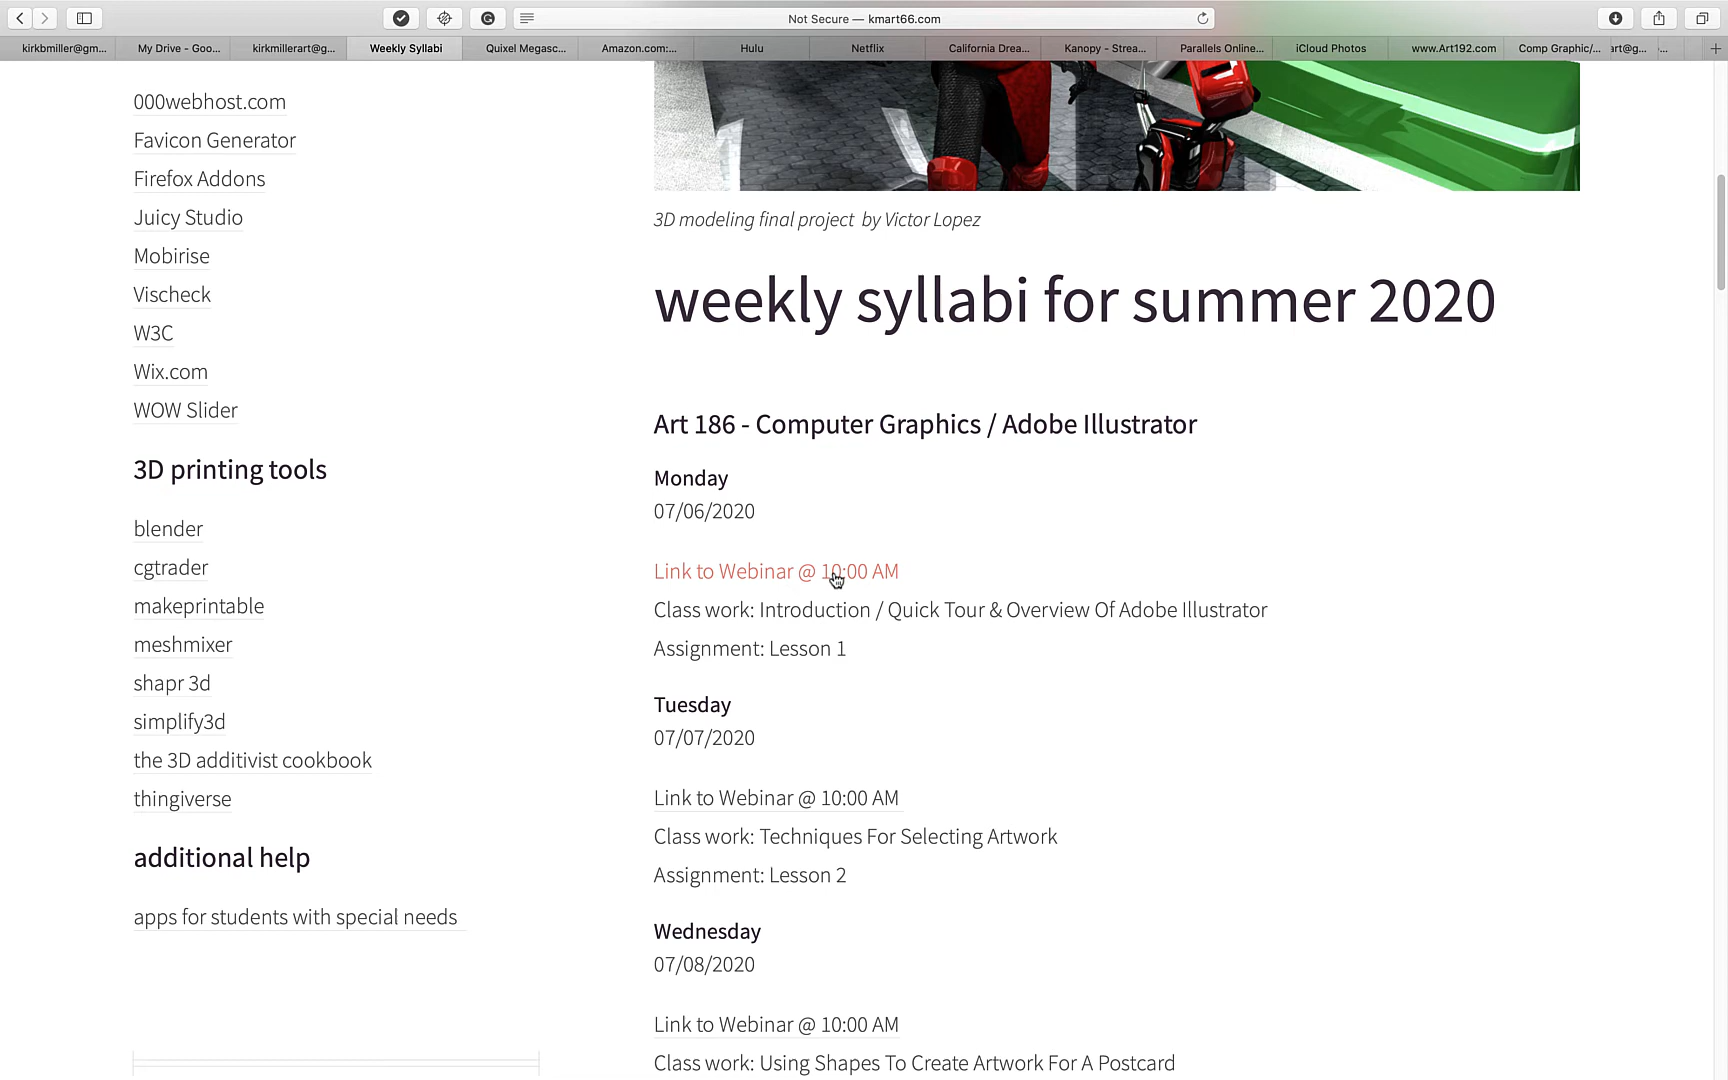 Not Secure — kmart66.com
kirkbmiller@gm...
My Drive - Goo...
kirkmillerart@g...
Weekly Syllabi
Quixel Megasc...
Amazon.com:...
Hulu
Netflix
California Drea...
Kanopy - Strea...
Parallels Online...
iCloud Photos
www.Art192.com
Comp Graphic/...
art@g...
000webhost.com
Favicon Generator
Firefox Addons
Juicy Studio
Mobirise
Vischeck
W3C
Wix.com
WOW Slider
3D printing tools
blender
cgtrader
makeprintable
meshmixer
shapr 3d
simplify3d
the 3D additivist cookbook
thingiverse
additional help
apps for students with special needs
3D modeling final project by Victor Lopez
weekly syllabi for summer 2020
Art 186 - Computer Graphics / Adobe Illustrator
Monday
07/06/2020
Link to Webinar @ 10:00 AM
Class work: Introduction / Quick Tour & Overview Of Adobe Illustrator
Assignment: Lesson 1
Tuesday
07/07/2020
Link to Webinar @ 10:00 AM
Class work: Techniques For Selecting Artwork
Assignment: Lesson 2
Wednesday
07/08/2020
Link to Webinar @ 10:00 AM
Class work: Using Shapes To Create Artwork For A Postcard